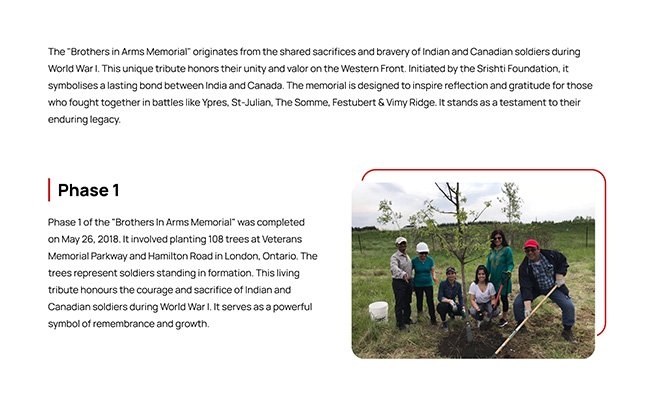 The "Brothers in Arms Memorial" originates from the shared sacrifices and bravery of Indian and Canadian soldiers during
World War I. This unique tribute honors their unity and valor on the Western Front. Initiated by the Srishti Foundation, it
symbolises a lasting bond between India and Canada. The memorial is designed to inspire reflection and gratitude for those
who fought together in battles like Ypres, St-Julian, The Somme, Festubert & Vimy Ridge. It stands as a testament to their
enduring legacy.
Phase 1
Phase 1 of the "Brothers In Arms Memorial" was completed
on May 26, 2018. It involved planting 108 trees at Veterans
Memorial Parkway and Hamilton Road in London, Ontario. The
trees represent soldiers standing in formation. This living
tribute honours the courage and sacrifice of Indian and
Canadian soldiers during World War I. It serves as a powerful
symbol of remembrance and growth.